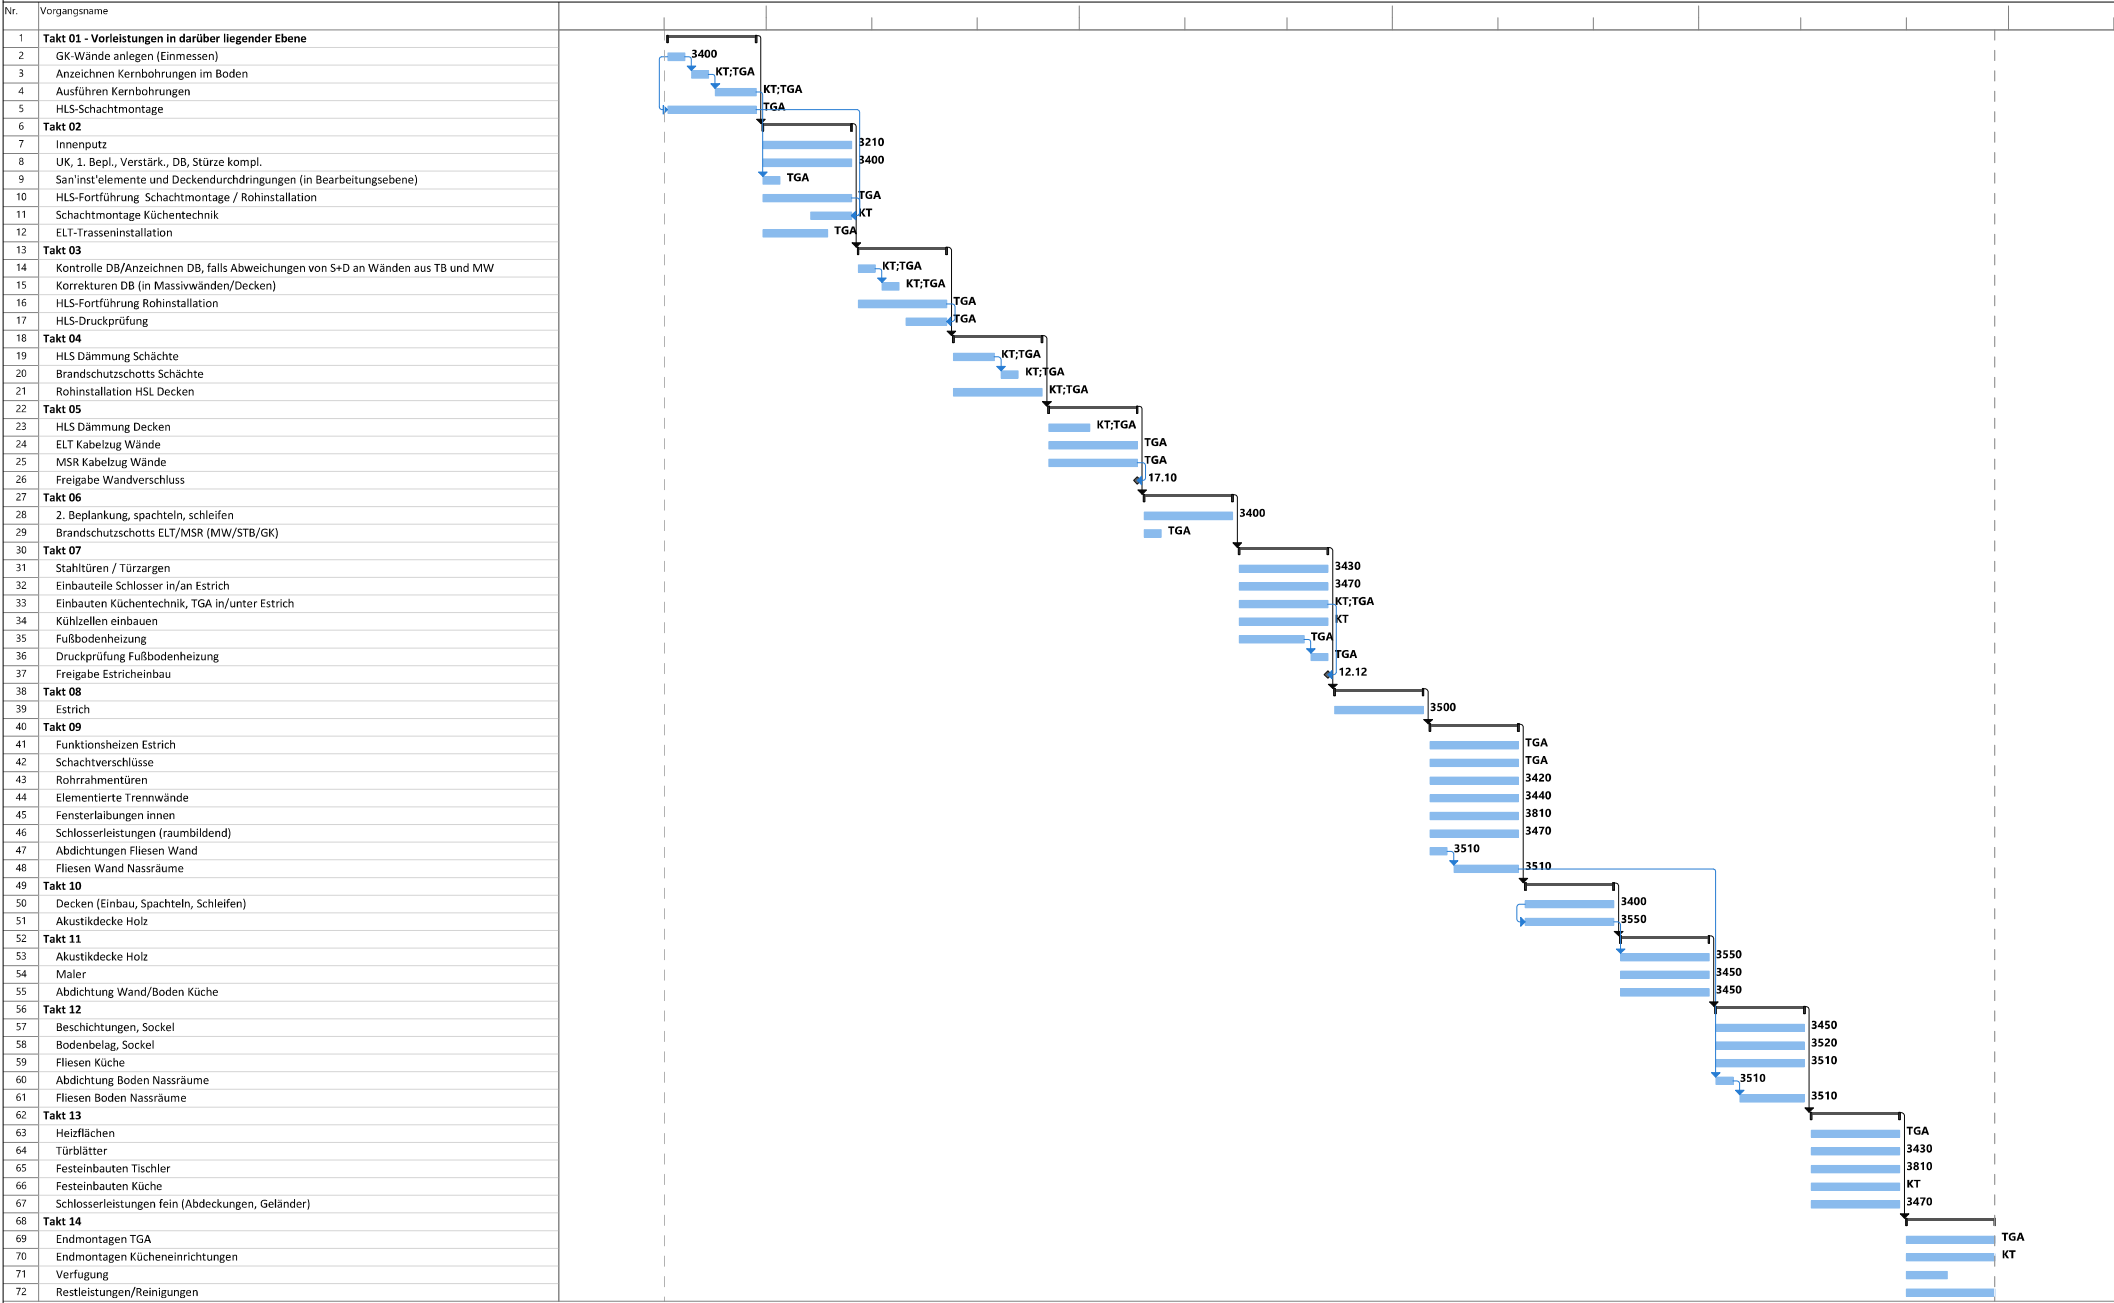 Nr. Vorgangsname
1 Takt 01 - Vorleistungen in darüber liegender Ebene
2 GK-Wände anlegen (Einmessen) 3400
3 Anzeichnen Kernbohrungen im Boden KT;TGA
4 Ausführen Kernbohrungen KT;TGA
5 HLS-Schachtmontage TGA
6 Takt 02
7 Innenputz 3210
8 UK, 1. Bepl., Verstärk., DB, Stürze kompl. 3400
9 San'inst'elemente und Deckendurchdringungen (in Bearbeitungsebene) TGA
10 HLS-Fortführung Schachtmontage / Rohinstallation TGA
11 Schachtmontage Küchentechnik KT
12 ELT-Trasseninstallation TGA
13 Takt 03
14 Kontrolle DB/Anzeichnen DB, falls Abweichungen von S+D an Wänden aus TB und MW KT;TGA
15 Korrekturen DB (in Massivwänden/Decken) KT;TGA
16 HLS-Fortführung Rohinstallation TGA
17 HLS-Druckprüfung TGA
18 Takt 04
19 HLS Dämmung Schächte KT;TGA
20 Brandschutzschotts Schächte KT;TGA
21 Rohinstallation HSL Decken KT;TGA
22 Takt 05
23 HLS Dämmung Decken KT;TGA
24 ELT Kabelzug Wände TGA
25 MSR Kabelzug Wände TGA
26 Freigabe Wandverschluss 17.10
27 Takt 06
28 2. Beplankung, spachteln, schleifen 3400
29 Brandschutzschotts ELT/MSR (MW/STB/GK) TGA
30 Takt 07
31 Stahltüren / Türzargen 3430
32 Einbauteile Schlosser in/an Estrich 3470
33 Einbauten Küchentechnik, TGA in/unter Estrich KT;TGA
34 Kühlzellen einbauen KT
35 Fußbodenheizung TGA
36 Druckprüfung Fußbodenheizung TGA
37 Freigabe Estricheinbau 12.12
38 Takt 08
39 Estrich 3500
40 Takt 09
41 Funktionsheizen Estrich TGA
42 Schachtverschlüsse TGA
43 Rohrrahmentüren 3420
44 Elementierte Trennwände 3440
45 Fensterlaibungen innen 3810
46 Schlosserleistungen (raumbildend) 3470
47 Abdichtungen Fliesen Wand 3510
48 Fliesen Wand Nassräume 3510
49 Takt 10
50 Decken (Einbau, Spachteln, Schleifen) 3400
51 Akustikdecke Holz 3550
52 Takt 11
53 Akustikdecke Holz 3550
54 Maler 3450
55 Abdichtung Wand/Boden Küche 3450
56 Takt 12
57 Beschichtungen, Sockel 3450
58 Bodenbelag, Sockel 3520
59 Fliesen Küche 3510
60 Abdichtung Boden Nassräume 3510
61 Fliesen Boden Nassräume 3510
62 Takt 13
63 Heizflächen TGA
64 Türblätter 3430
65 Festeinbauten Tischler 3810
66 Festeinbauten Küche KT
67 Schlosserleistungen fein (Abdeckungen, Geländer) 3470
68 Takt 14
69 Endmontagen TGA TGA
70 Endmontagen Kücheneinrichtungen KT
71 Verfugung
72 Restleistungen/Reinigungen